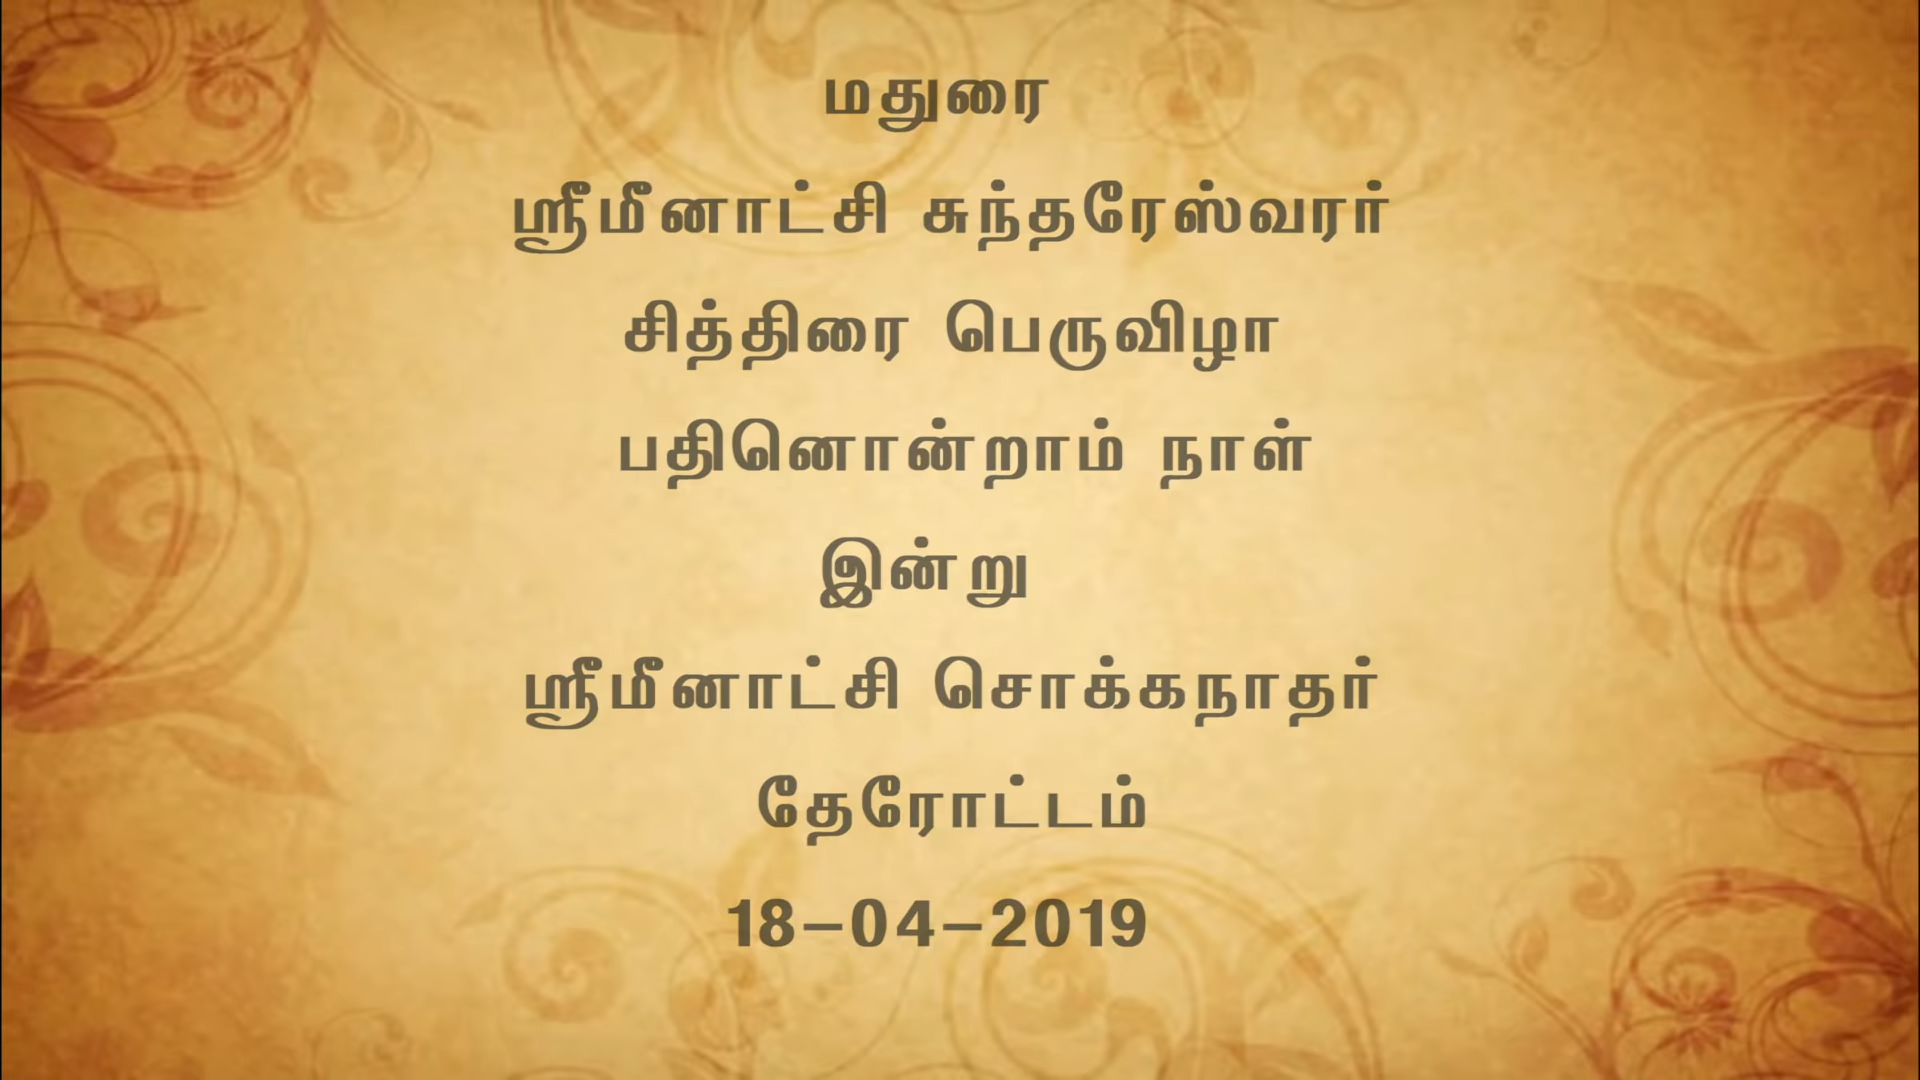 மதுரை
ஸ்ரீமீனாட்சி சுந்தரேஸ்வரர்
சித்திரை பெருவிழா
பதினொன்றாம் நாள்
இன்று
ஸ்ரீமீனாட்சி சொக்கநாதர்
தேரோட்டம்
18-04-2019